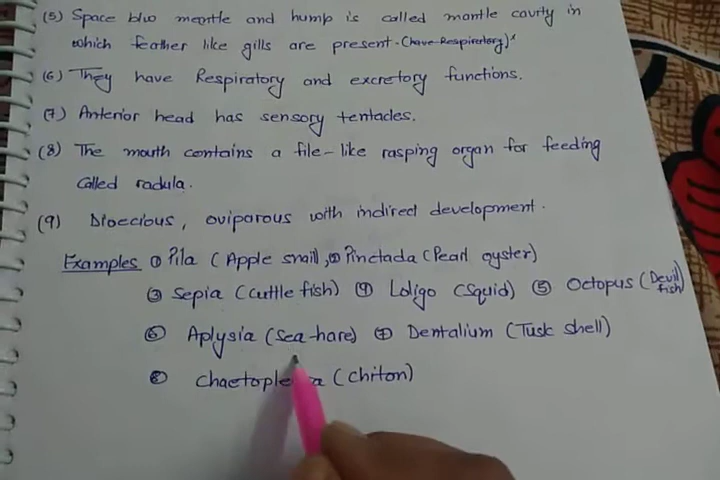 (5) Space b/w mantle and hump is called mantle cavity in
which feather like gills are present.
(6) They have Respiratory and excretory functions.
(7) Anterior head has sensory tentacles.
(8) The mouth contains a file-like rasping organ for feeding
called radula.
(9) Dioecious, oviparous with indirect development.
Examples ① Pila (Apple snail), ② Pinctada (Pearl oyster)
③ Sepia (cuttle fish) ④ Loligo (squid) ⑤ Octopus (Devil fish)
⑥ Aplysia (Sea-hare) ⑦ Dentalium (Tusk shell)
⑧ (chiton)